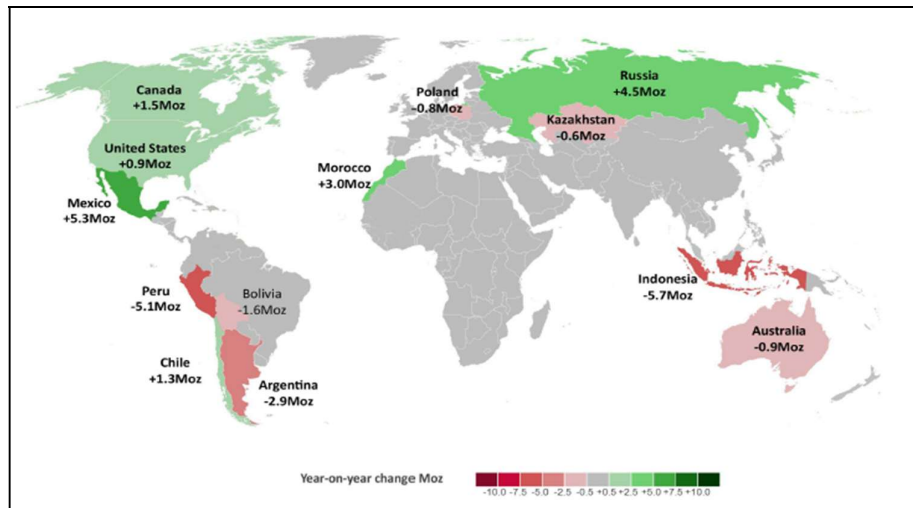 Canada
+1.5Moz
United States
+0.9Moz
Mexico
+5.3Moz
Peru
-5.1Moz
Bolivia
-1.6Moz
Chile
+1.3Moz
Argentina
-2.9Moz
Poland
-0.8Moz
Russia
+4.5Moz
Kazakhstan
-0.6Moz
Morocco
+3.0Moz
Indonesia
-5.7Moz
Australia
-0.9Moz
Year-on-year change Moz
-10.0 -7.5 -5.0 -2.5 -0.5 +0.5 +2.5 +5.0 +7.5 +10.0